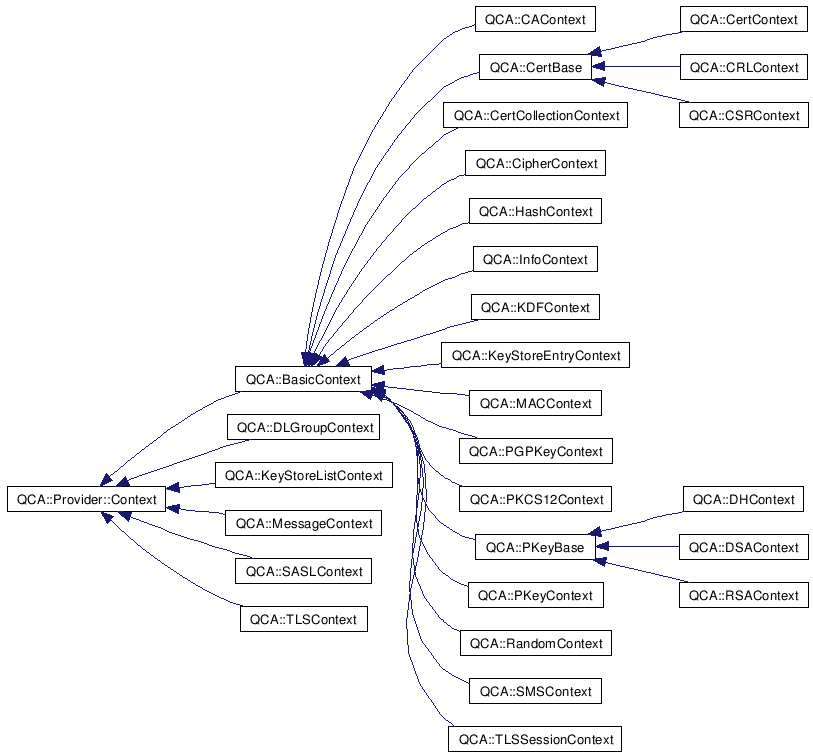 QCA::CAContext
QCA::CertContext
QCA::CertBase
QCA::CRLContext
QCA::CertCollectionContext
QCA::CSRContext
QCA::CipherContext
QCA::HashContext
QCA::InfoContext
QCA::KDFContext
QCA::KeyStoreEntryContext
QCA::BasicContext
QCA::MACContext
QCA::DLGroupContext
QCA::PGPKeyContext
QCA::KeyStoreListContext
QCA::Provider::Context
QCA::PKCS12Context
QCA::DHContext
QCA::MessageContext
QCA::PKeyBase
QCA::DSAContext
QCA::SASLContext
QCA::PKeyContext
QCA::RSAContext
QCA::TLSContext
QCA::RandomContext
QCA::SMSContext
QCA::TLSSessionContext